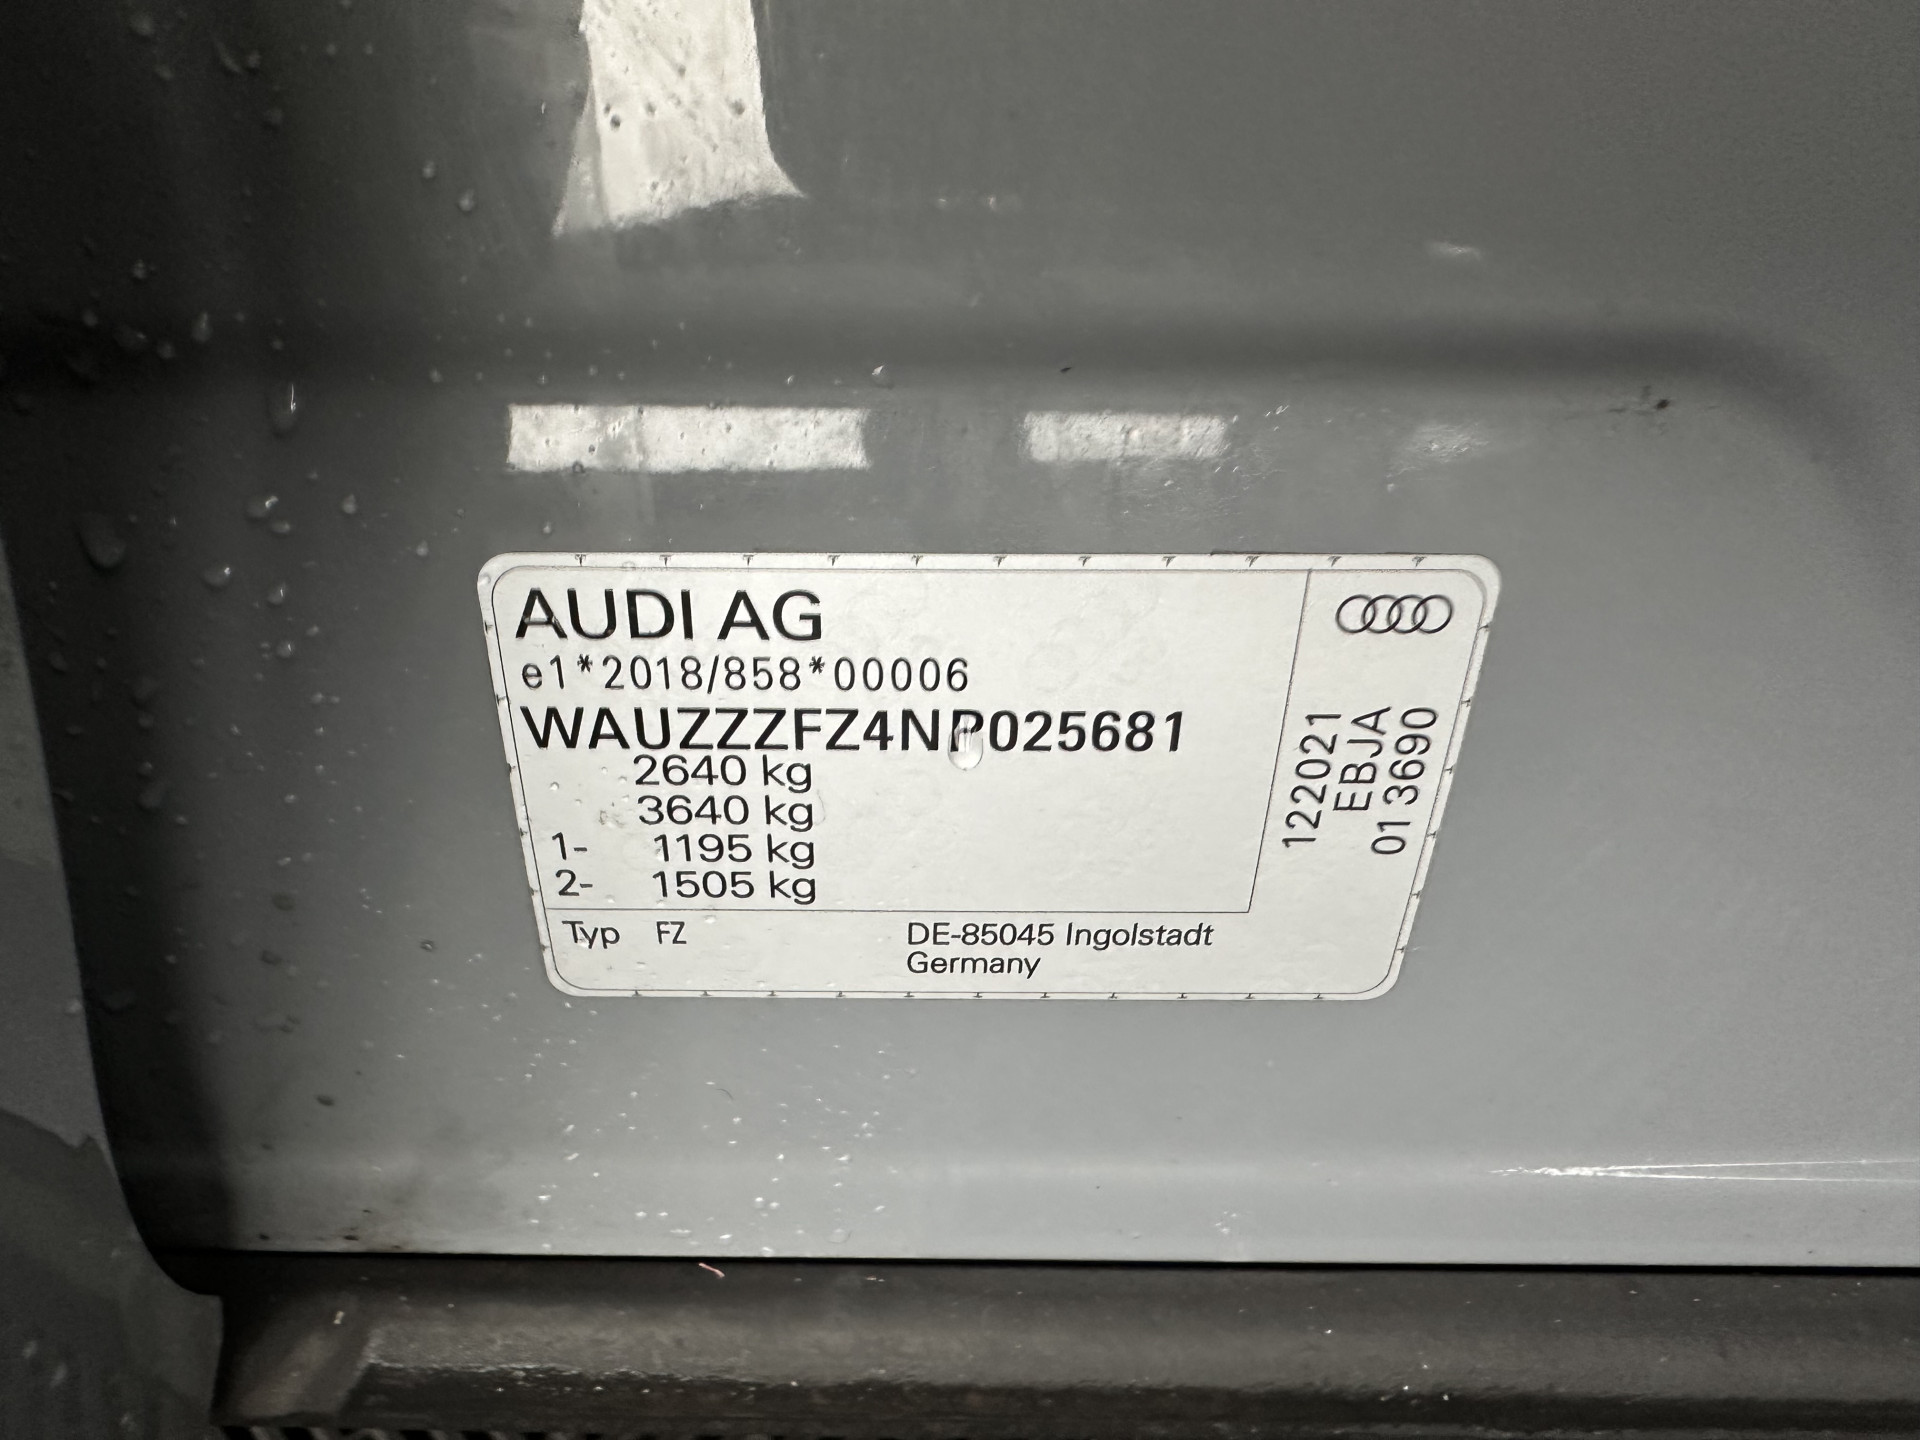 AUDI AG
e1*2018/858*00006
WAUZZZFZ4NP025681
2640 kg
3640 kg
1- 1195 kg
2- 1505 kg
Typ FZ
DE-85045 Ingolstadt
Germany
122021
EBJA
013690